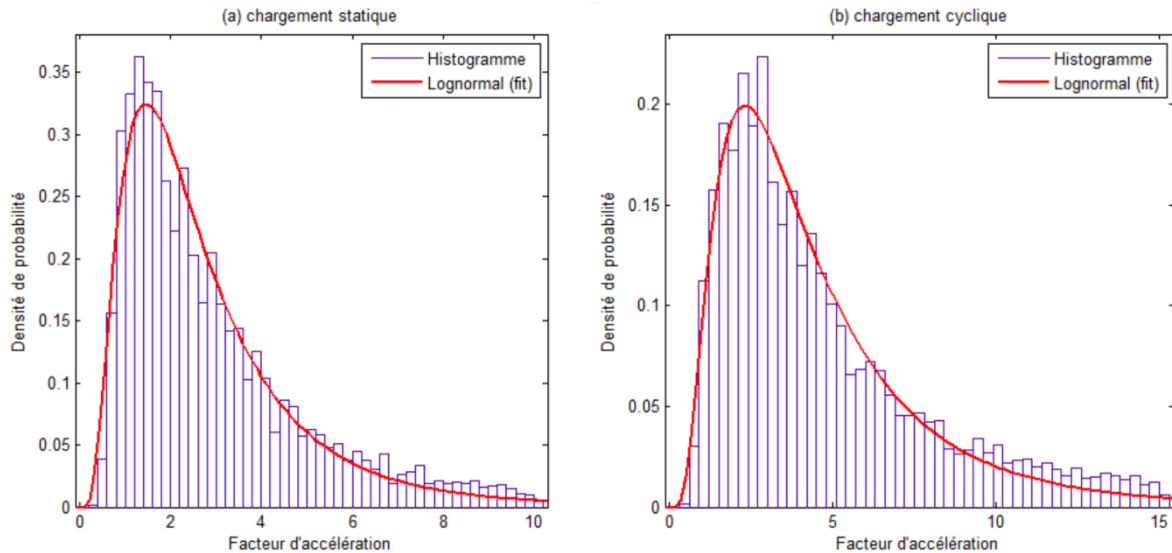 (a) chargement statique
Histogramme
Lognormal (fit)
Densité de probabilité
0.35
0.3
0.25
0.2
0.15
0.1
0.05
0
0
2
4
6
8
10
Facteur d'accélération
(b) chargement cyclique
Histogramme
Lognormal (fit)
Densité de probabilité
0.2
0.15
0.1
0.05
0
0
5
10
15
Facteur d'accélération